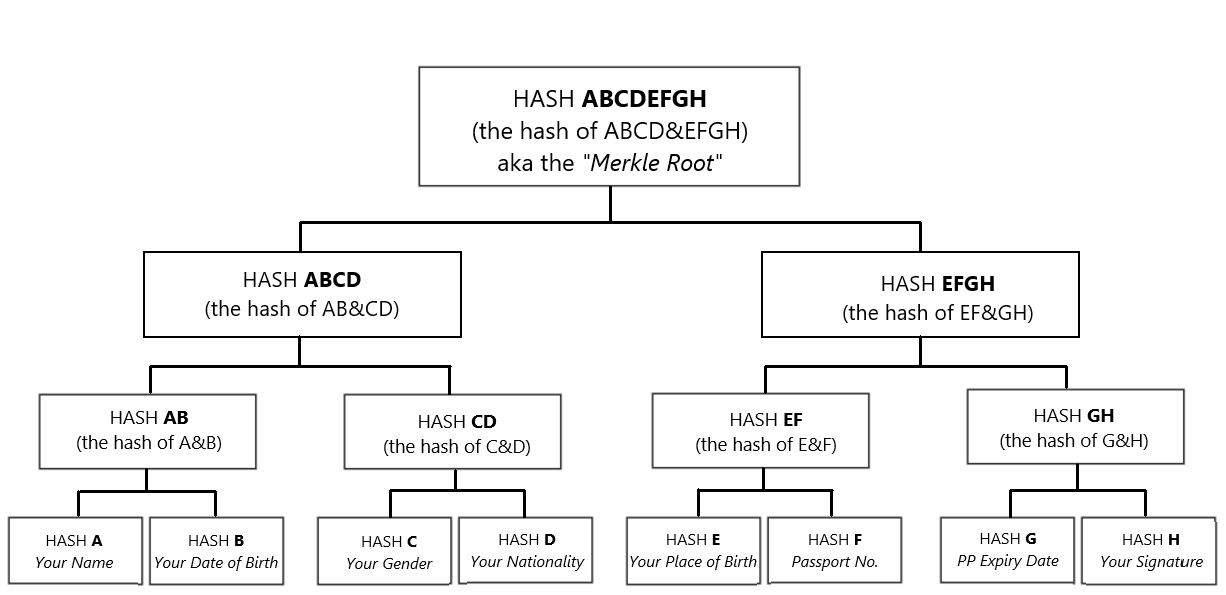 HASH ABCDEFGH
(the hash of ABCD&EFGH)
aka the "Merkle Root"
HASH ABCD
(the hash of AB&CD)
HASH EFGH
(the hash of EF&GH)
HASH AB
(the hash of A&B)
HASH CD
(the hash of C&D)
HASH EF
(the hash of E&F)
HASH GH
(the hash of G&H)
HASH A
Your Name
HASH B
Your Date of Birth
HASH C
Your Gender
HASH D
Your Nationality
HASH E
Your Place of Birth
HASH F
Passport No.
HASH G
PP Expiry Date
HASH H
Your Signature